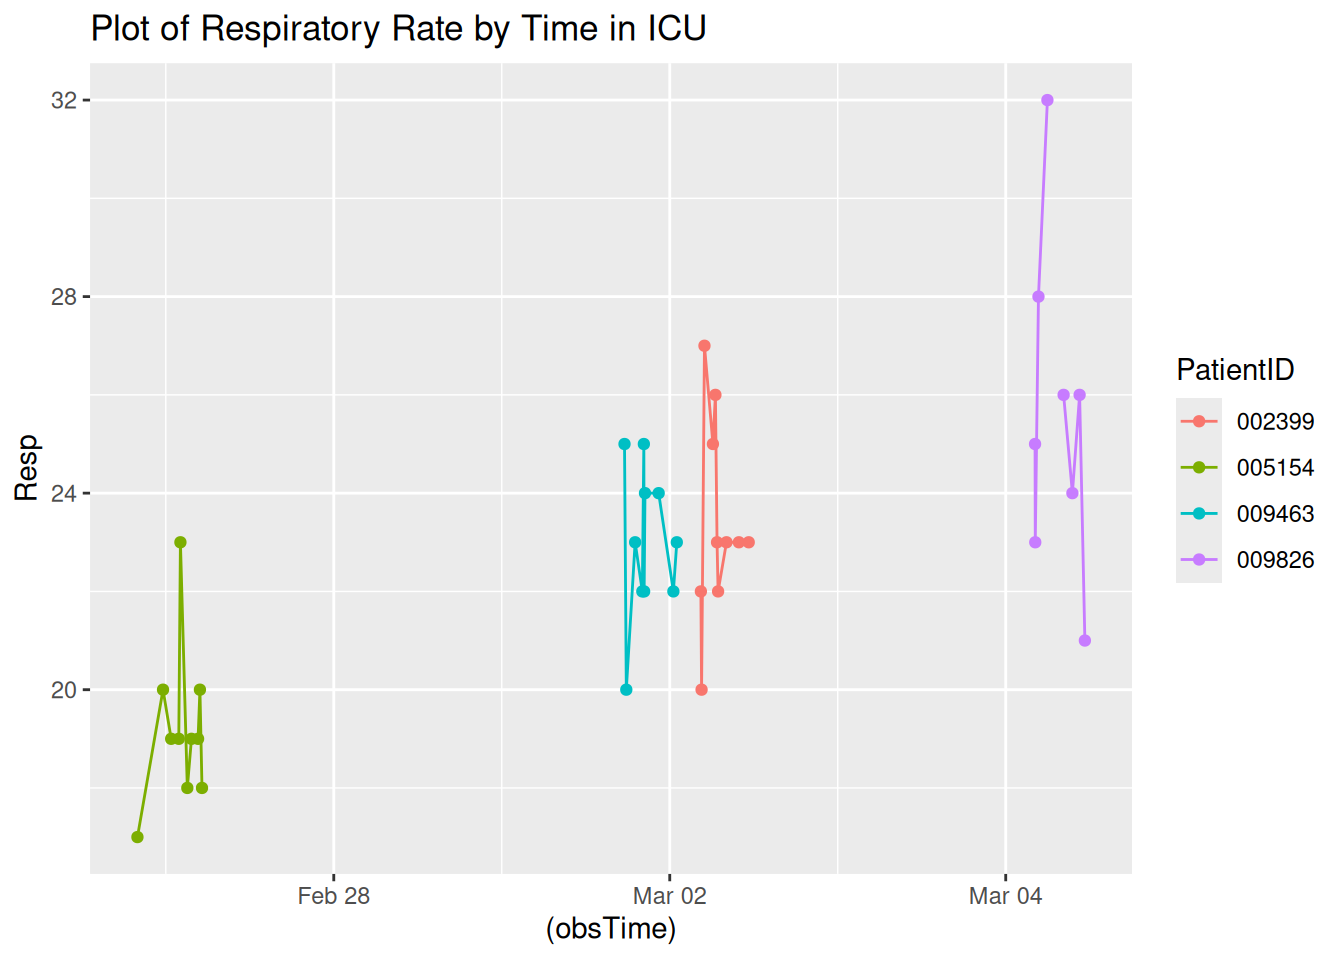 Plot of Respiratory Rate by Time in ICU
32
28
24
20
Resp
Feb 28
Mar 02
Mar 04
(obsTime)
PatientID
002399
005154
009463
009826